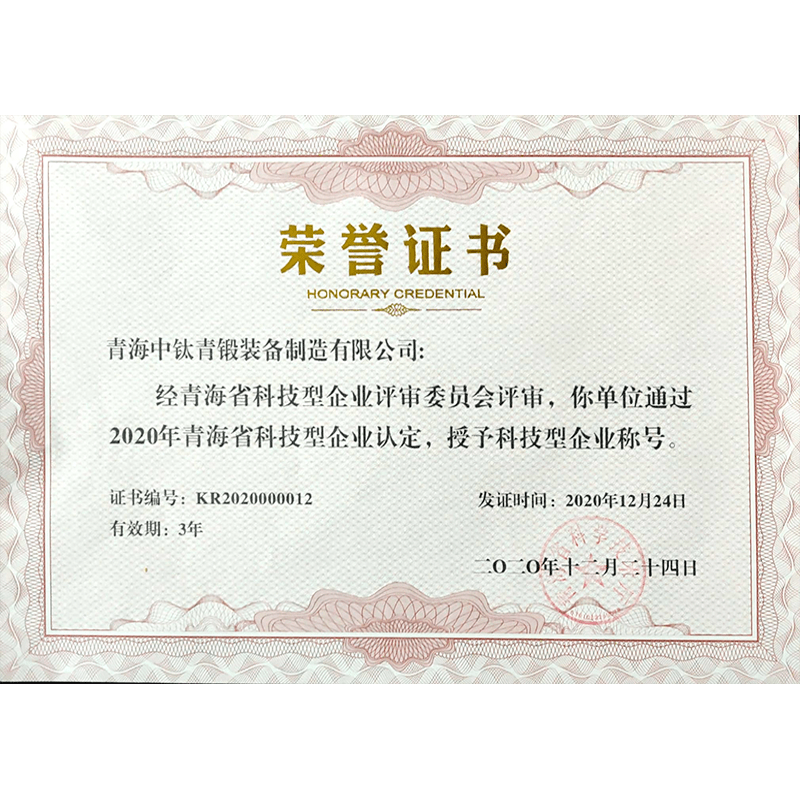 荣誉证书
HONORARY CREDENTIAL
青海中钛青锻装备制造有限公司:
经青海省科技型企业评审委员会评审，你单位通过
2020年青海省科技型企业认定，授予科技型企业称号。
证书编号：KR2020000012
发证时间：2020年12月24日
有效期：3年
二〇二〇年十二月二十四日